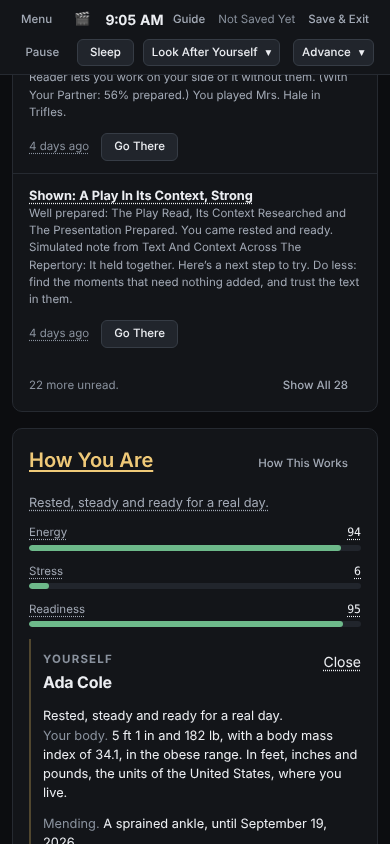 Menu 🎬 9:05 AM Guide Not Saved Yet Save & Exit
Pause Sleep Look After Yourself ▾ Advance ▾
Reader lets you work on your side of it without them. (With
Your Partner: 56% prepared.) You played Mrs. Hale in
Trifles.
4 days ago Go There
Shown: A Play In Its Context, Strong
Well prepared: The Play Read, Its Context Researched and
The Presentation Prepared. You came rested and ready.
Simulated note from Text And Context Across The
Repertory: It held together. Here’s a next step to try. Do less:
find the moments that need nothing added, and trust the text
in them.
4 days ago Go There
22 more unread. Show All 28
How You Are How This Works
Rested, steady and ready for a real day.
Energy 94
Stress 6
Readiness 95
YOURSELF Close
Ada Cole
Rested, steady and ready for a real day.
Your body. 5 ft 1 in and 182 lb, with a body mass
index of 34.1, in the obese range. In feet, inches and
pounds, the units of the United States, where you
live.
Mending. A sprained ankle, until September 19,
2026.